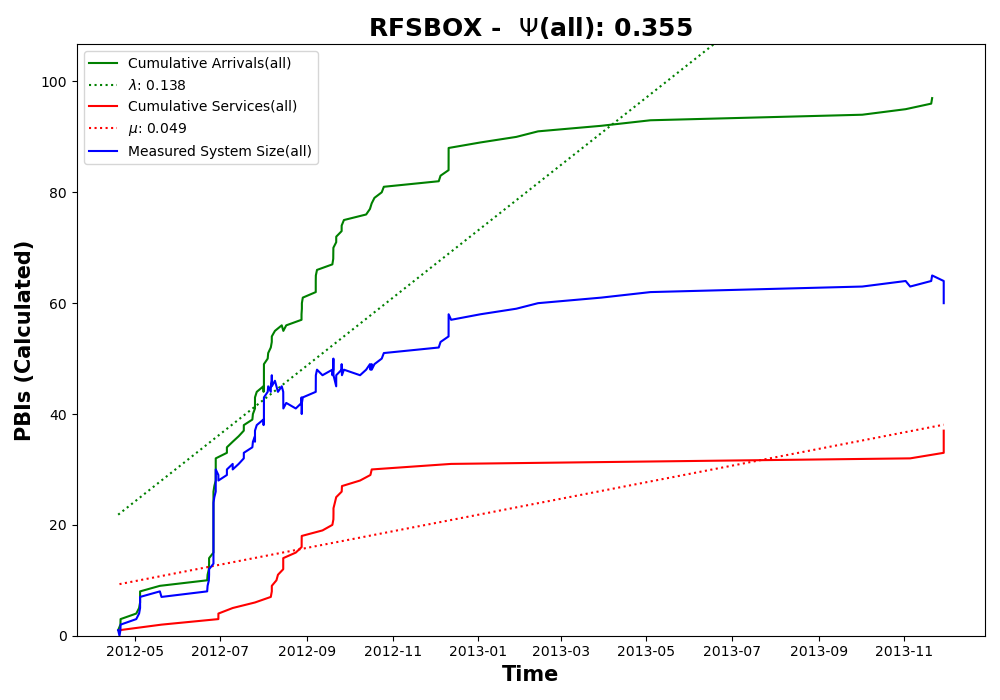 RFSBOX - Ψ(all): 0.355
Cumulative Arrivals(all)
λ: 0.138
Cumulative Services(all)
μ: 0.049
Measured System Size(all)
PBIs (Calculated)
100
80
60
40
20
0
2012-05 2012-07 2012-09 2012-11 2013-01 2013-03 2013-05 2013-07 2013-09 2013-11
Time